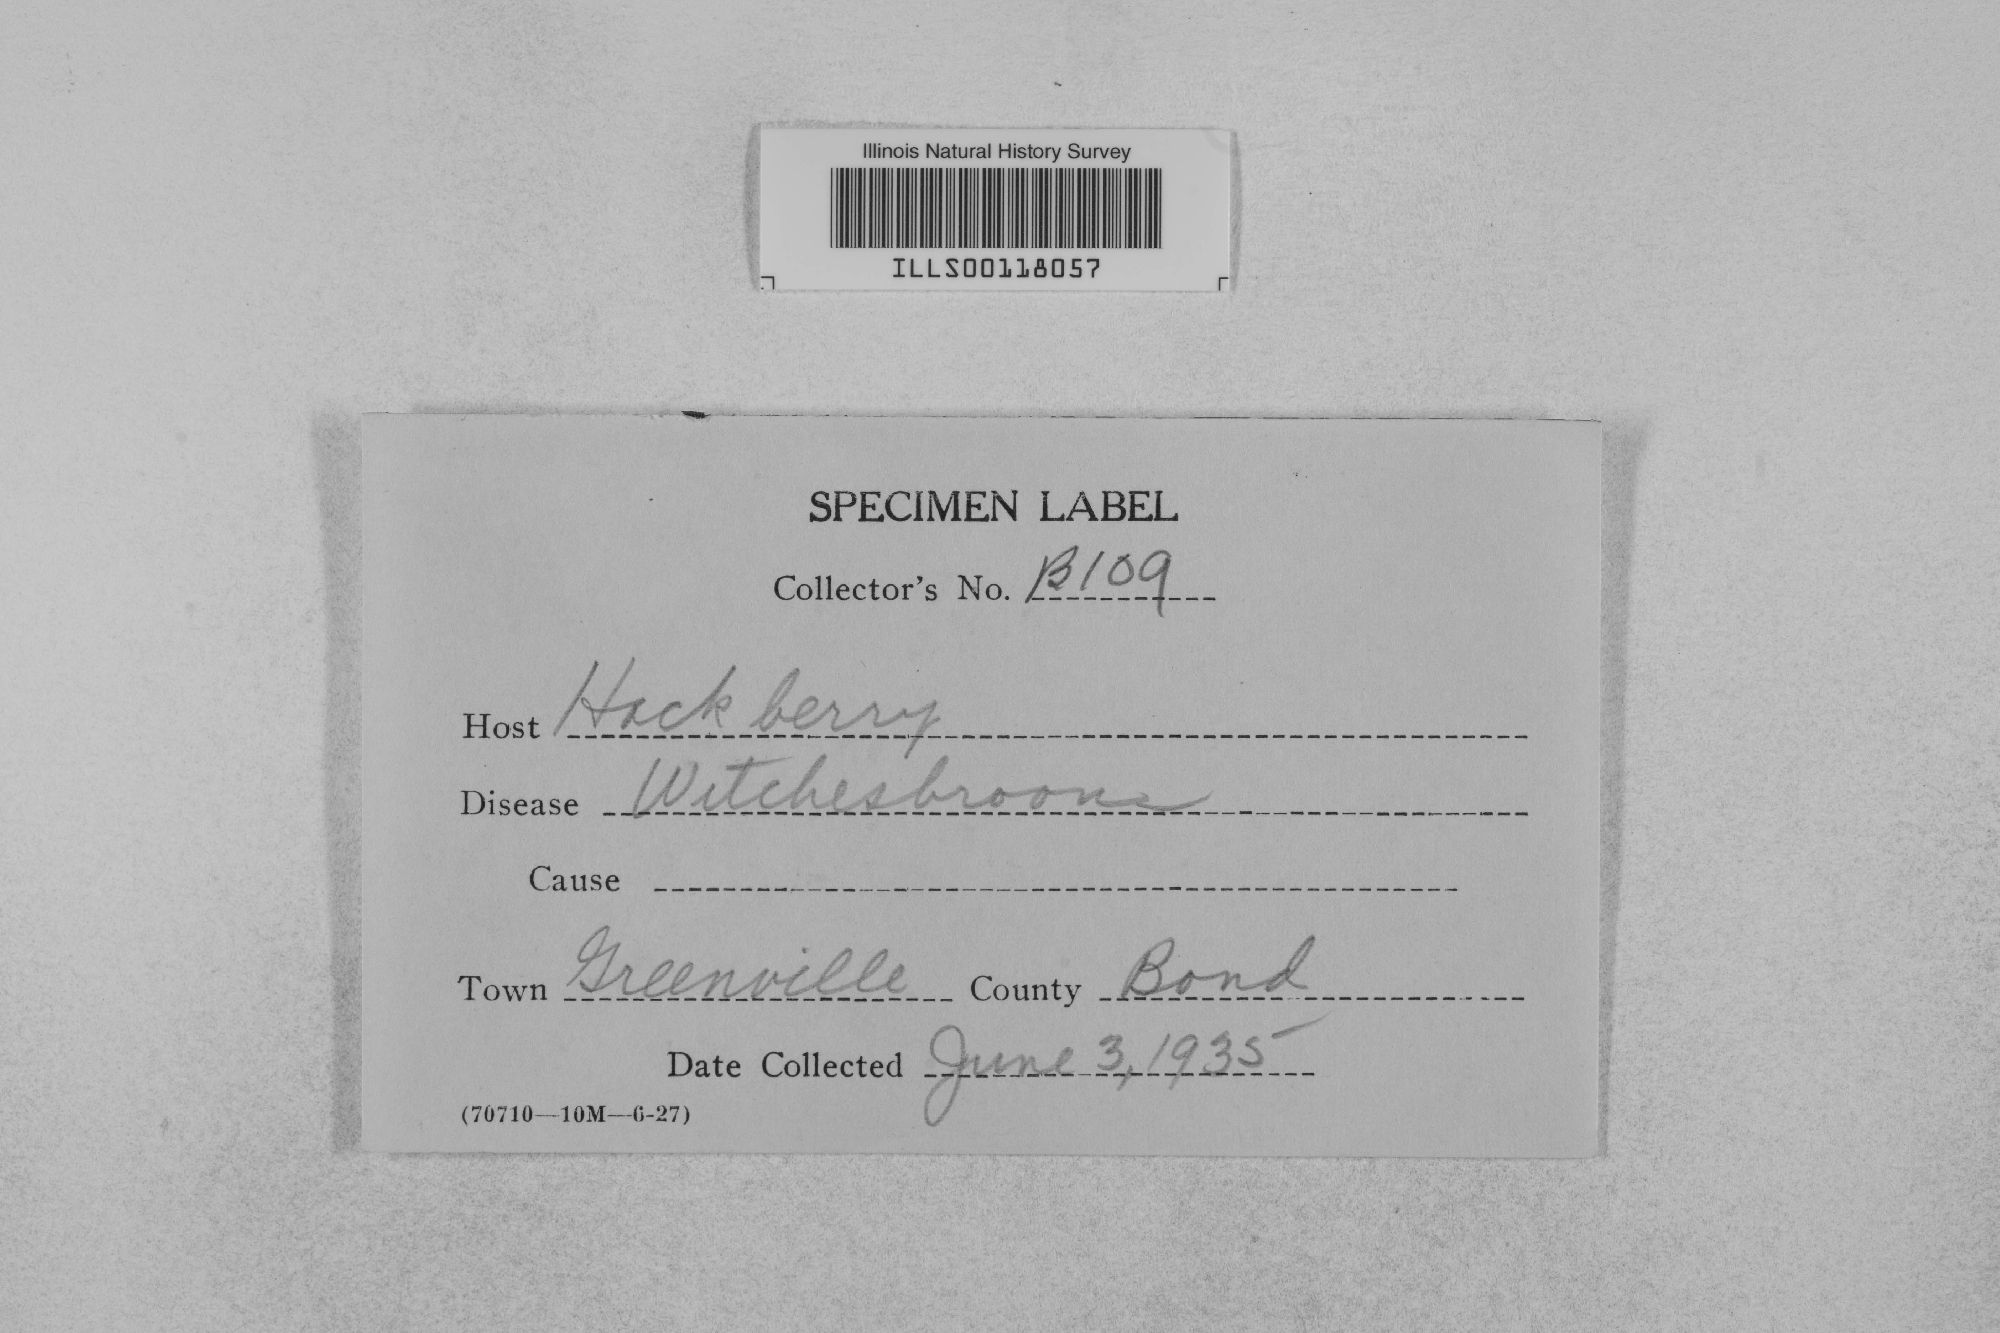 Illinois Natural History Survey
ILLS00118057
SPECIMEN LABEL
Collector's No. B109
Host Hackberry
Disease Witchesbroom
Cause
Town Greenville County Bond
Date Collected June 3, 1935
(70710—10M—6-27)